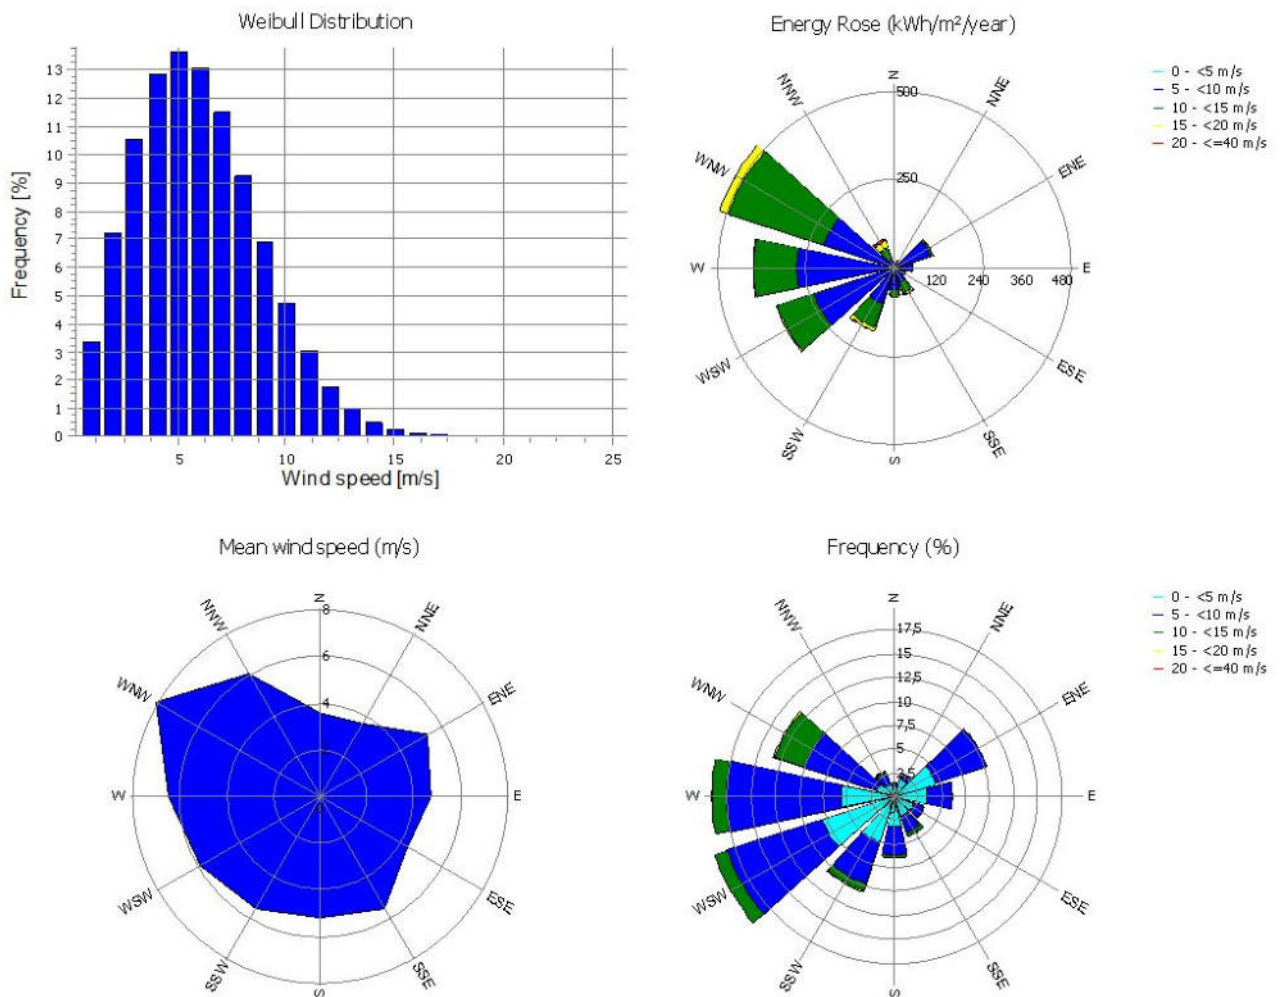 Weibull Distribution
Frequency [%]
13
12
11
10
9
8
7
6
5
4
3
2
1
0
5
10
15
20
25
Wind speed [m/s]
Energy Rose (kWh/m²/year)
N
NNE
ENE
E
ESE
SSE
S
SSW
WSW
W
WNW
NNW
500
250
120
240
360
480
0 - <5 m/s
5 - <10 m/s
10 - <15 m/s
15 - <20 m/s
20 - <=40 m/s
Mean wind speed (m/s)
N
NNE
ENE
E
ESE
SSE
S
SSW
WSW
W
WNW
NNW
8
6
4
Frequency (%)
N
NNE
ENE
E
ESE
SSE
S
SSW
WSW
W
WNW
NNW
17,5
15
12,5
10
7,5
5
2,5
0 - <5 m/s
5 - <10 m/s
10 - <15 m/s
15 - <20 m/s
20 - <=40 m/s